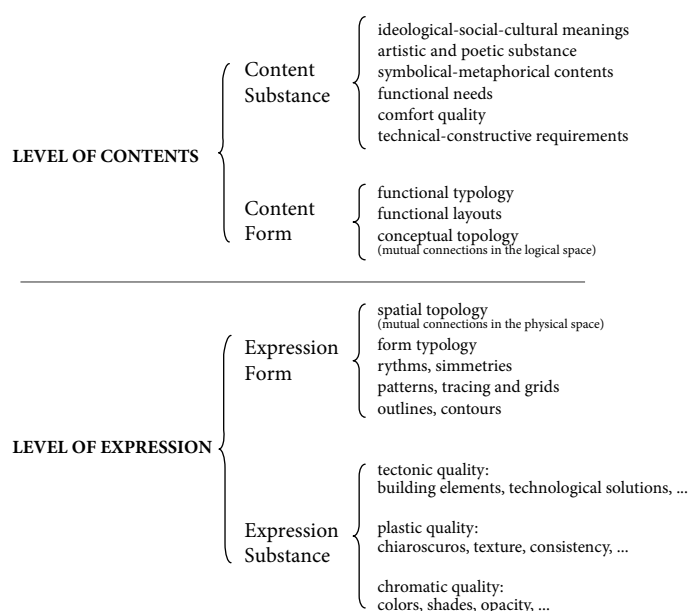 LEVEL OF CONTENTS
Content
Substance
ideological-social-cultural meanings
artistic and poetic substance
symbolical-metaphorical contents
functional needs
comfort quality
technical-constructive requirements
Content
Form
functional typology
functional layouts
conceptual topology
(mutual connections in the logical space)
LEVEL OF EXPRESSION
Expression
Form
spatial topology
(mutual connections in the physical space)
form typology
rythms, simmetries
patterns, tracing and grids
outlines, contours
Expression
Substance
tectonic quality:
building elements, technological solutions, ...
plastic quality:
chiaroscuros, texture, consistency, ...
chromatic quality:
colors, shades, opacity, ...